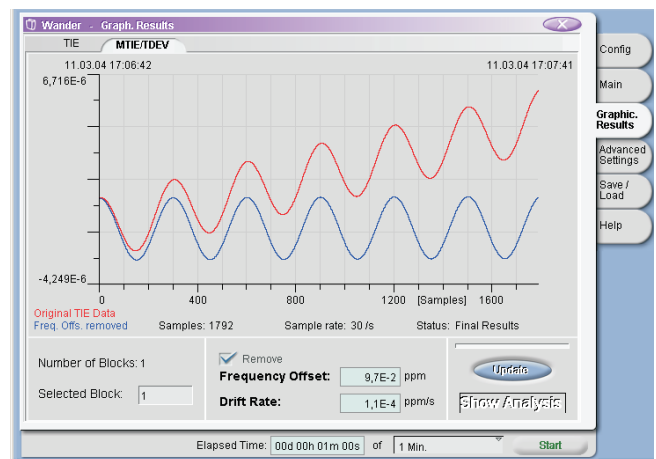 Wander - Graph. Results
TIE MTIE/TDEV
11.03.04 17:06:42 11.03.04 17:07:41
6,716E-6
-4,249E-6
0 400 800 1200 [Samples] 1600
Original TIE Data
Freq. Offs. removed Samples: 1792 Sample rate: 30 /s Status: Final Results
Number of Blocks: 1
Selected Block: 1
Remove
Frequency Offset: 9,7E-2 ppm
Drift Rate: 1,1E-4 ppm/s
Update
Show Analysis
Elapsed Time: 00d 00h 01m 00s of 1 Min. Start
Config
Main
Graphic.
Results
Advanced
Settings
Save /
Load
Help